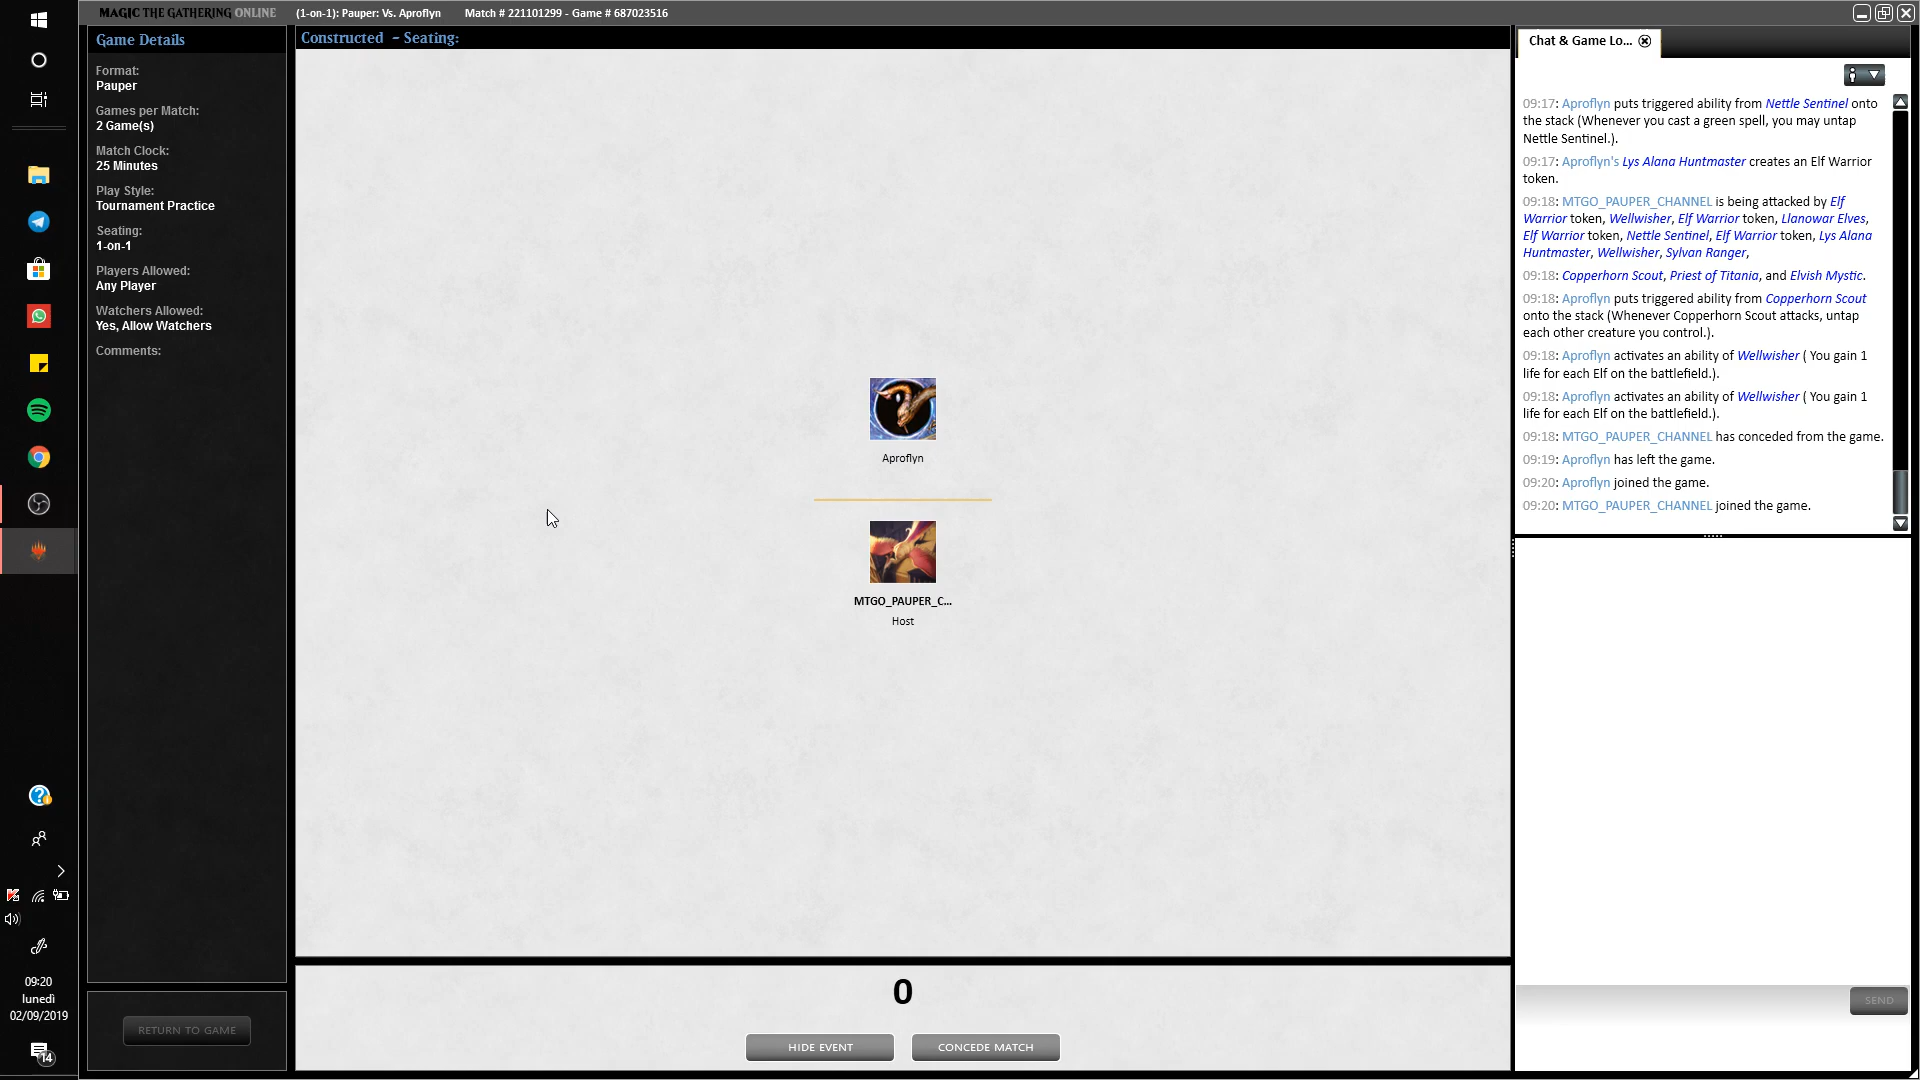 MAGIC THE GATHERING ONLINE
(1-on-1): Pauper: Vs. Aproflyn Match # 221101299 - Game # 687023516
Game Details
Format:
Pauper
Games per Match:
2 Game(s)
Match Clock:
25 Minutes
Play Style:
Tournament Practice
Seating:
1-on-1
Players Allowed:
Any Player
Watchers Allowed:
Yes, Allow Watchers
Comments:
RETURN TO GAME
Constructed - Seating:
Aproflyn
MTGO_PAUPER_C...
Host
0
HIDE EVENT
CONCEDE MATCH
Chat & Game Lo...
09:17: Aproflyn puts triggered ability from Nettle Sentinel onto
the stack (Whenever you cast a green spell, you may untap
Nettle Sentinel.).
09:17: Aproflyn's Lys Alana Huntmaster creates an Elf Warrior
token.
09:18: MTGO_PAUPER_CHANNEL is being attacked by Elf
Warrior token, Wellwisher, Elf Warrior token, Llanowar Elves,
Elf Warrior token, Nettle Sentinel, Elf Warrior token, Lys Alana
Huntmaster, Wellwisher, Sylvan Ranger,
09:18: Copperhorn Scout, Priest of Titania, and Elvish Mystic.
09:18: Aproflyn puts triggered ability from Copperhorn Scout
onto the stack (Whenever Copperhorn Scout attacks, untap
each other creature you control.).
09:18: Aproflyn activates an ability of Wellwisher ( You gain 1
life for each Elf on the battlefield.).
09:18: Aproflyn activates an ability of Wellwisher ( You gain 1
life for each Elf on the battlefield.).
09:18: MTGO_PAUPER_CHANNEL has conceded from the game.
09:19: Aproflyn has left the game.
09:20: Aproflyn joined the game.
09:20: MTGO_PAUPER_CHANNEL joined the game.
SEND
09:20
lunedì
02/09/2019
14